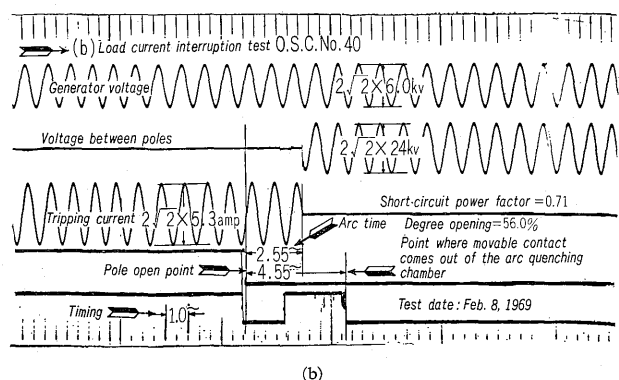 (b) Load current interruption test O.S.C. No. 40
Generator voltage
2√2×6.0kv
Voltage between poles
2√2×24kv
Short-circuit power factor =0.71
Tripping current 2√2×5.3amp
Arc time
Degree opening=56.0%
2.55~
Point where movable contact
comes out of the arc quenching
chamber
Pole open point
4.55~
Timing
1.0~
Test date : Feb. 8, 1969
(b)